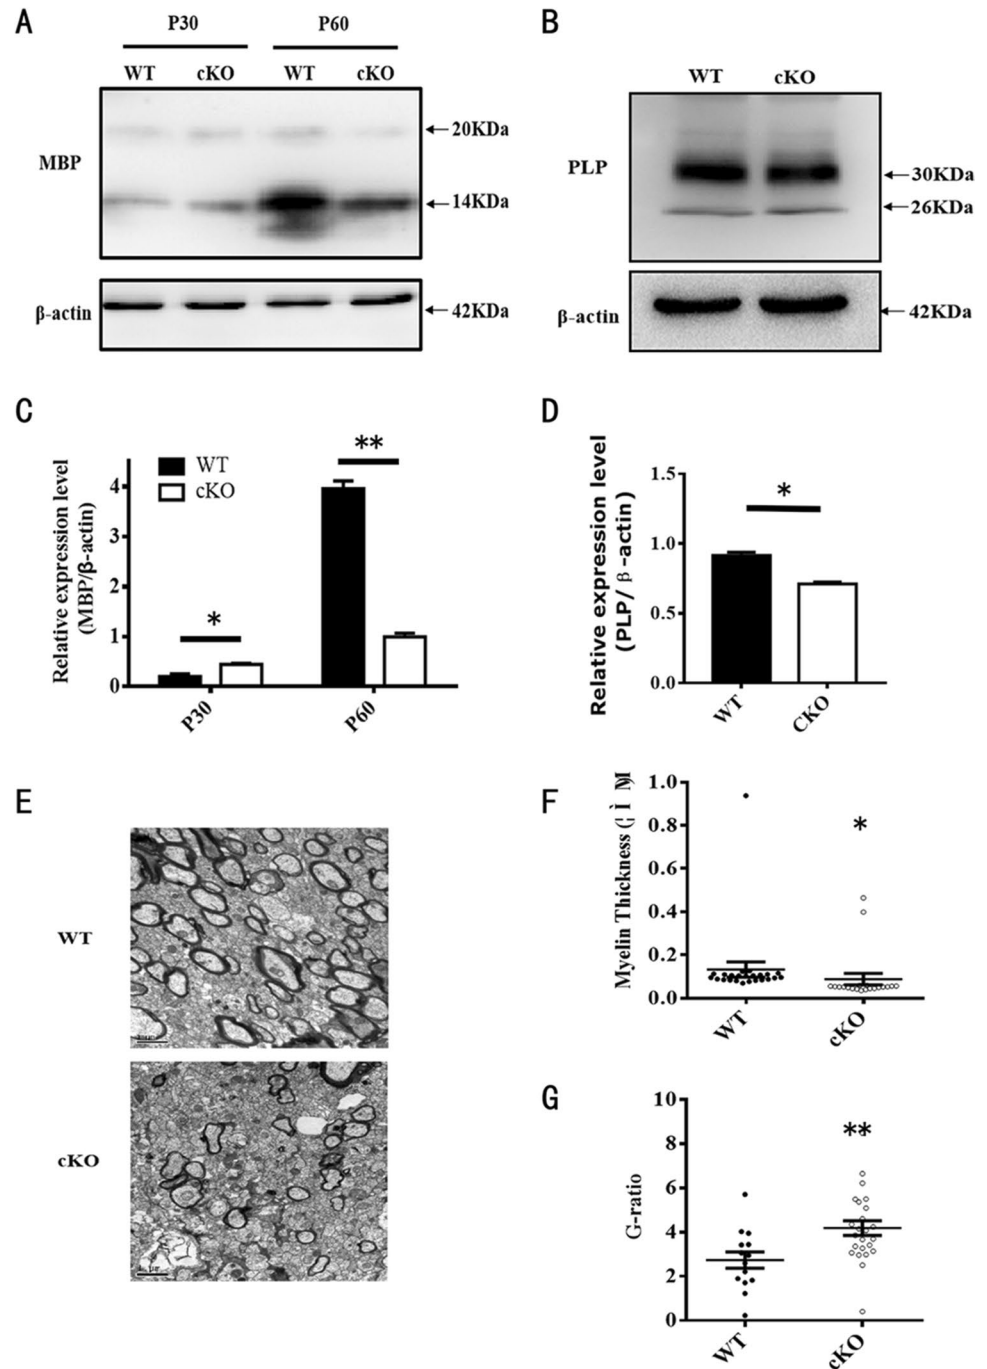 A
P30
P60
WT
cKO
WT
cKO
MBP
20KDa
14KDa
β-actin
42KDa
B
WT
cKO
PLP
30KDa
26KDa
β-actin
42KDa
C
Relative expression level
(MBP/β-actin)
WT
cKO
**
*
4
3
2
1
0
P30
P60
D
Relative expression level
(PLP/β-actin)
*
1.5
1.0
0.5
0.0
WT
CKO
E
WT
cKO
F
Myelin Thickness (¦Ì M)
*
1.0
0.8
0.6
0.4
0.2
0.0
WT
cKO
G
G-ratio
**
10
8
6
4
2
0
WT
cKO